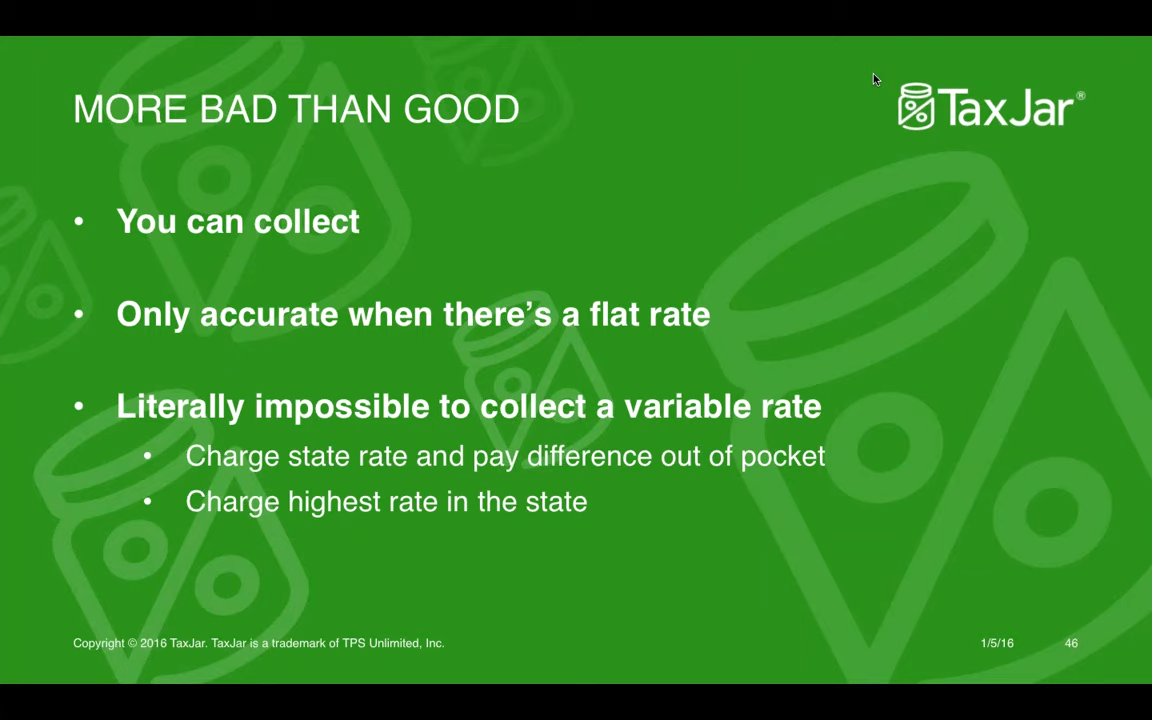 MORE BAD THAN GOOD
TaxJar®
• You can collect
• Only accurate when there’s a flat rate
• Literally impossible to collect a variable rate
• Charge state rate and pay difference out of pocket
• Charge highest rate in the state
Copyright © 2016 TaxJar. TaxJar is a trademark of TPS Unlimited, Inc.
1/5/16
46